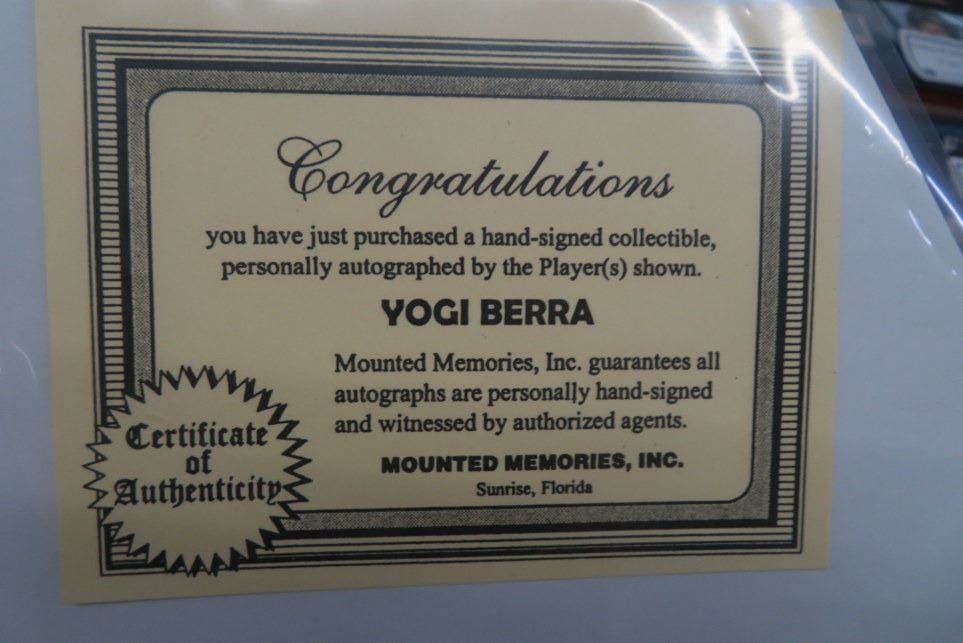 Congratulations
you have just purchased a hand-signed collectible,
personally autographed by the Player(s) shown.
YOGI BERRA
Mounted Memories, Inc. guarantees all
autographs are personally hand-signed
and witnessed by authorized agents.
MOUNTED MEMORIES, INC.
Sunrise, Florida
Certificate
of
Authenticity